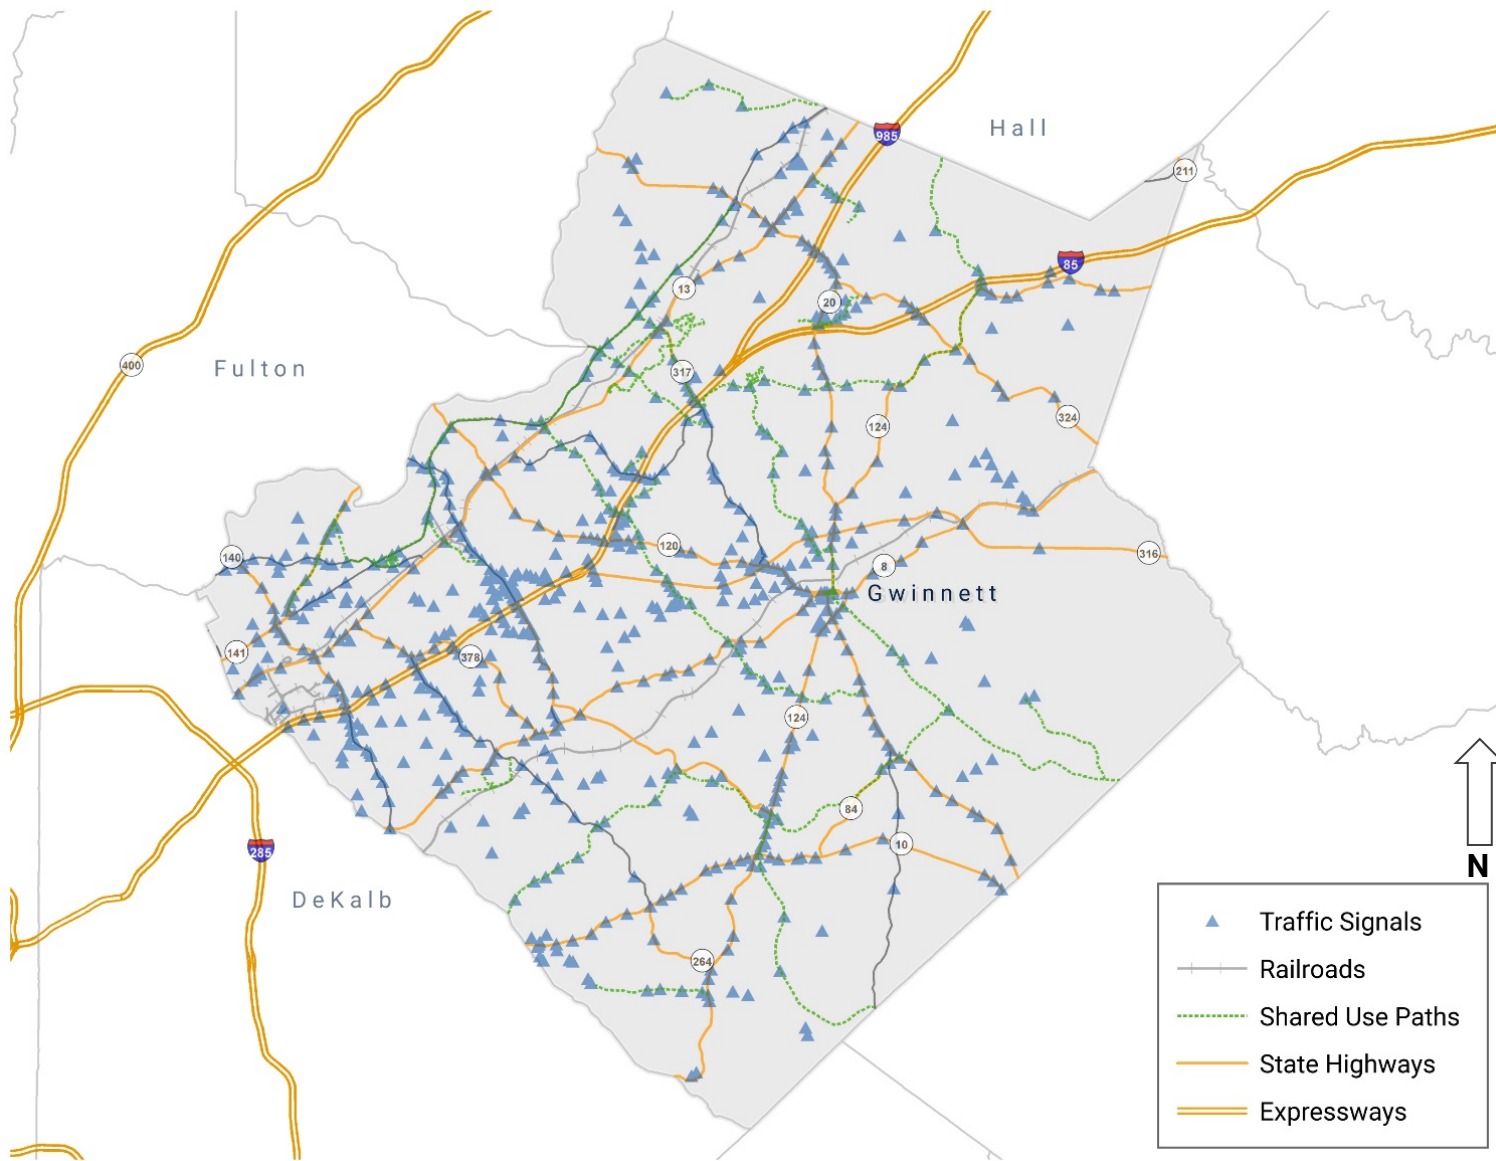 985
Hall
211
85
13
20
Fulton
400
317
324
124
140
120
316
8
Gwinnett
141
378
124
84
10
285
DeKalb
264
N
Traffic Signals
Railroads
Shared Use Paths
State Highways
Expressways